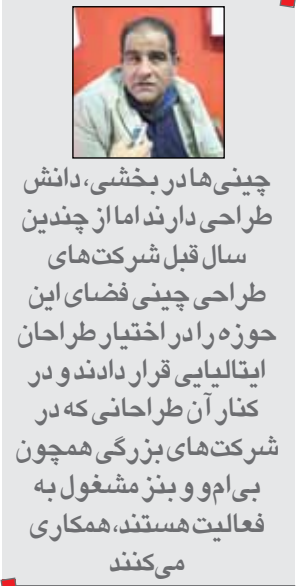 چینی‌ها در بخشی، دانش
طراحی دارند اما از چندین
سال قبل شرکت‌های
طراحی چینی فضای این
حوزه را در اختیار طراحان
ایتالیایی قرار دادند و در
کنار آن طراحانی که در
شرکت‌های بزرگی همچون
بی‌ام‌و و بنز مشغول به
فعالیت هستند، همکاری
می‌کنند